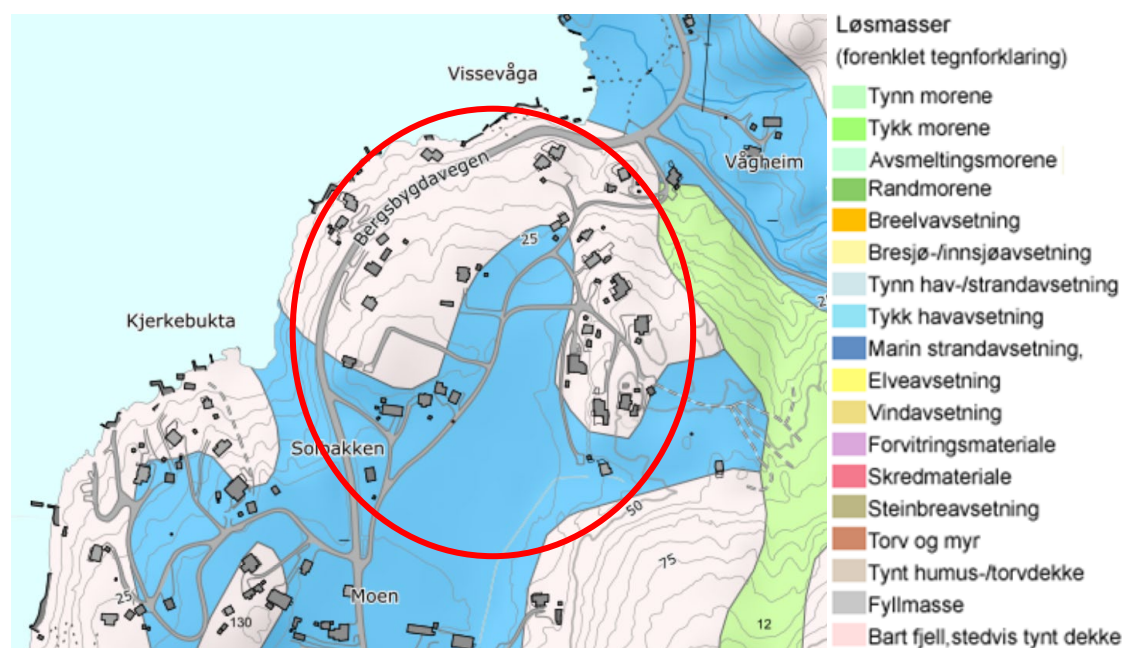 Vissevåga
Bergsbygdavegen
Vågheim
25
Kjerkebukta
Solbakken
50
75
25
Moen
130
12
Løsmasser
(forenklet tegnforklaring)
Tynn morene
Tykk morene
Avsmeltingsmorene
Randmorene
Breelvavsetning
Bresjø-/innsjøavsetning
Tynn hav-/strandavsetning
Tykk havavsetning
Marin strandavsetning,
Elveavsetning
Vindavsetning
Forvitringsmateriale
Skredmateriale
Steinbreavsetning
Torv og myr
Tynt humus-/torvdekke
Fyllmasse
Bart fjell,stedvis tynt dekke